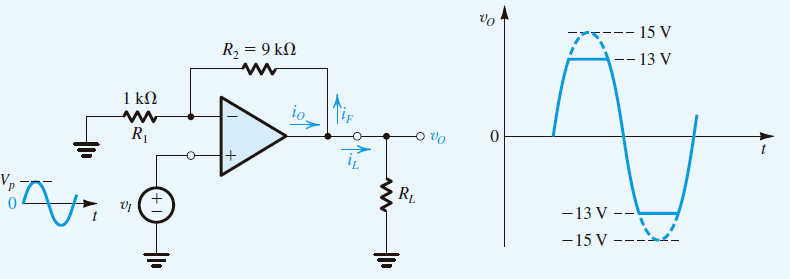 R₂ = 9 kΩ
1 kΩ
R₁
−
+
i_O
i_F
i_L
v_O
R_L
V_p
0
t
v_I
+
−
v_O
15 V
13 V
0
t
−13 V
−15 V